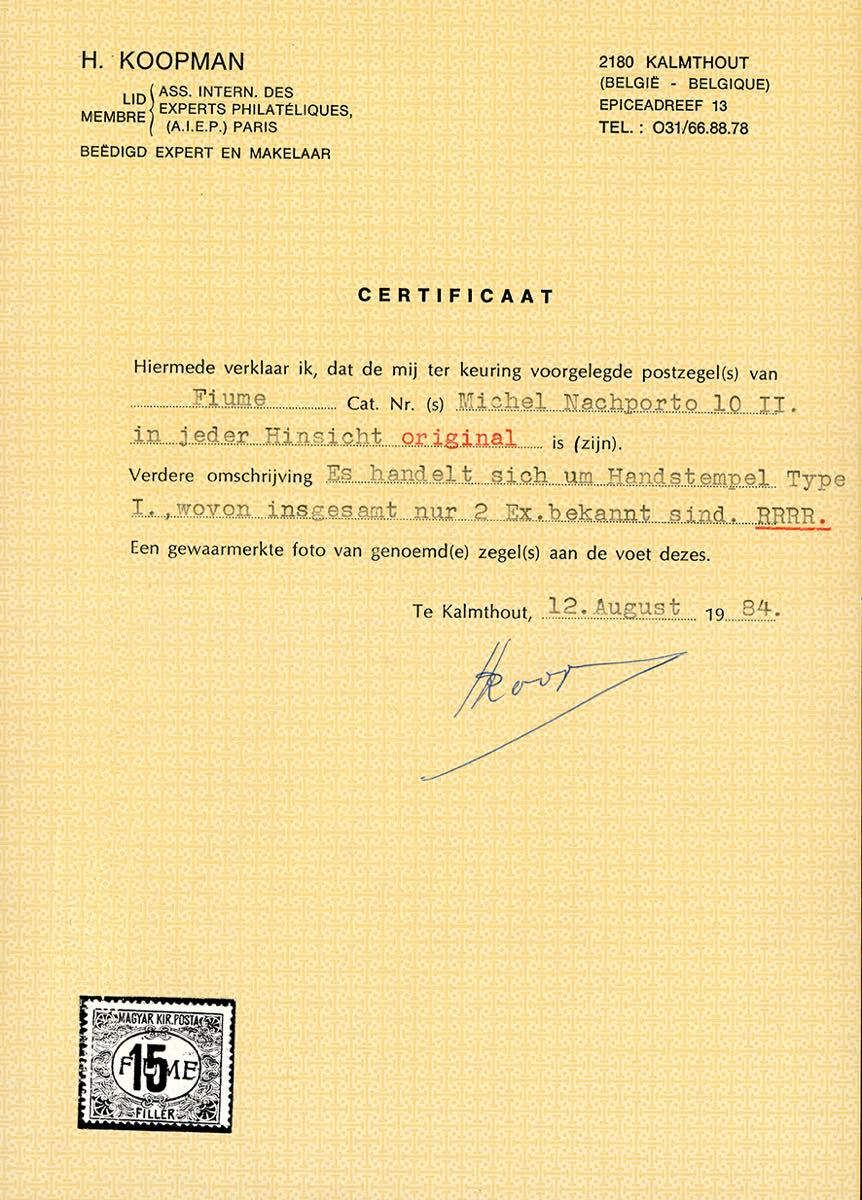 H. KOOPMAN
LID
MEMBRE
ASS. INTERN. DES
EXPERTS PHILATÉLIQUES,
(A.I.E.P.) PARIS
BEËDIGD EXPERT EN MAKELAAR
2180 KALMTHOUT
(BELGIË - BELGIQUE)
EPICEADREEF 13
TEL. : O31/66.88.78
CERTIFICAAT
Hiermede verklaar ik, dat de mij ter keuring voorgelegde postzegel(s) van
Fiume Cat. Nr. (s) Michel Nachporto 10 II.
in jeder Hinsicht original is (zijn).
Verdere omschrijving Es handelt sich um Handstempel Type
I.,wovon insgesamt nur 2 Ex.bekannt sind. RRRR.
Een gewaarmerkte foto van genoemd(e) zegel(s) aan de voet dezes.
Te Kalmthout, 12.August 19 84.
HKoop
MAGYAR KIR.POSTA
FIUME
15
FILLER